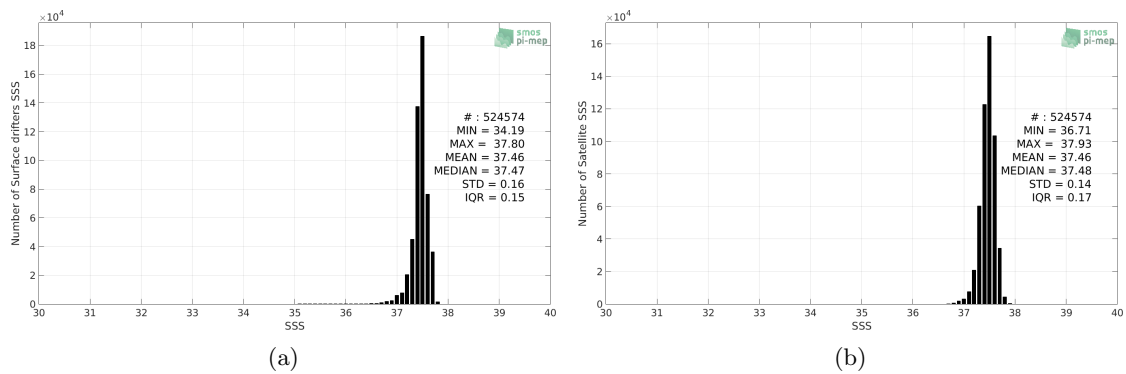 ×10⁴
smos
pi-mep
18
16
14
12
10
8
6
4
2
0
Number of Surface drifters SSS
# : 524574
MIN = 34.19
MAX = 37.80
MEAN = 37.46
MEDIAN = 37.47
STD = 0.16
IQR = 0.15
30 31 32 33 34 35 36 37 38 39 40
SSS
(a)
×10⁴
smos
pi-mep
16
14
12
10
8
6
4
2
0
Number of Satellite SSS
# : 524574
MIN = 36.71
MAX = 37.93
MEAN = 37.46
MEDIAN = 37.48
STD = 0.14
IQR = 0.17
30 31 32 33 34 35 36 37 38 39 40
SSS
(b)